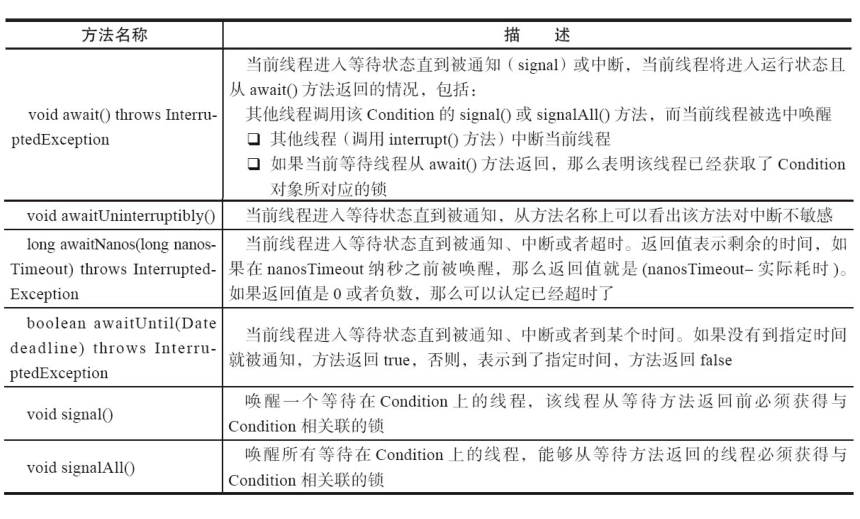 方法名称
描 述
void await() throws Interru-
ptedException
当前线程进入等待状态直到被通知（signal）或中断，当前线程将进入运行状态且
从 await() 方法返回的情况，包括：
其他线程调用该 Condition 的 signal() 或 signalAll() 方法，而当前线程被选中唤醒
❑ 其他线程（调用 interrupt() 方法）中断当前线程
❑ 如果当前等待线程从 await() 方法返回，那么表明该线程已经获取了 Condition
对象所对应的锁
void awaitUninterruptibly()
当前线程进入等待状态直到被通知，从方法名称上可以看出该方法对中断不敏感
long awaitNanos(long nanos-
Timeout) throws Interrupted-
Exception
当前线程进入等待状态直到被通知、中断或者超时。返回值表示剩余的时间，如
果在 nanosTimeout 纳秒之前被唤醒，那么返回值就是 (nanosTimeout– 实际耗时 )。
如果返回值是 0 或者负数，那么可以认定已经超时了
boolean awaitUntil(Date
deadline) throws Interru-
ptedException
当前线程进入等待状态直到被通知、中断或者到某个时间。如果没有到指定时间
就被通知，方法返回 true，否则，表示到了指定时间，方法返回 false
void signal()
唤醒一个等待在 Condition 上的线程，该线程从等待方法返回前必须获得与
Condition 相关联的锁
void signalAll()
唤醒所有等待在 Condition 上的线程，能够从等待方法返回的线程必须获得与
Condition 相关联的锁